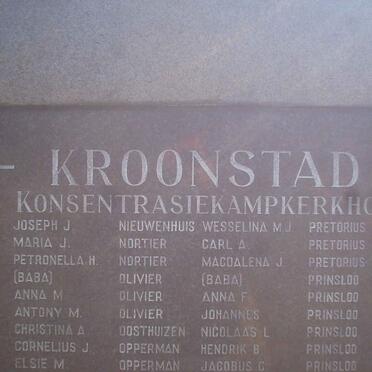 – KROONSTAD
KONSENTRASIEKAMPKERKHO
JOSEPH J. NIEUWENHUIS WESSELINA M.J. PRETORIUS
MARIA J. NORTIER CARL A. PRETORIUS
PETRONELLA H. NORTIER MAGDALENA J. PRETORIUS
(BABA) OLIVIER (BABA) PRINSLOO
ANNA M. OLIVIER ANNA F. PRINSLOO
ANTONY M. OLIVIER JOHANNES PRINSLOO
CHRISTINA A. OOSTHUIZEN NICOLAAS L. PRINSLOO
CORNELIUS J. OPPERMAN HENDRIK B. PRINSLOO
ELSIE M. OPPERMAN JACOBUS C. PRINSLOO